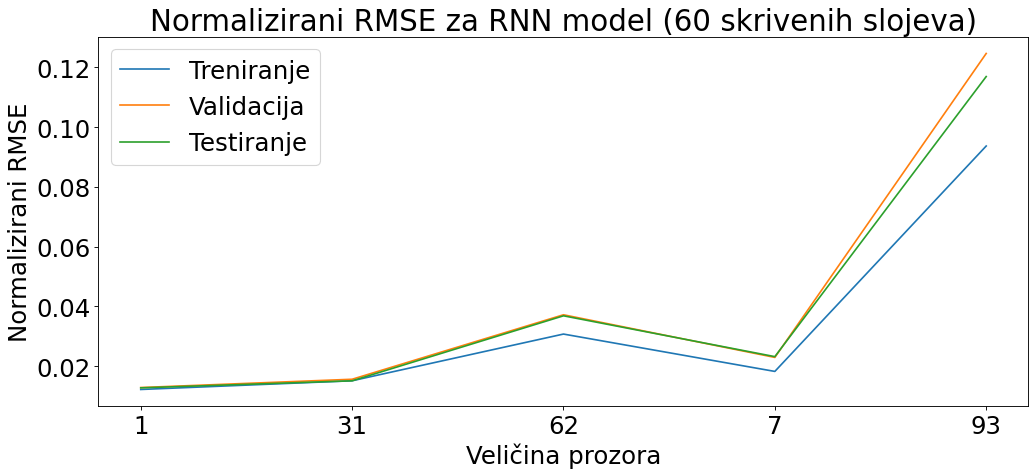 Normalizirani RMSE za RNN model (60 skrivenih slojeva)
Treniranje
Validacija
Testiranje
Normalizirani RMSE
0.12
0.10
0.08
0.06
0.04
0.02
1 31 62 7 93
Veličina prozora